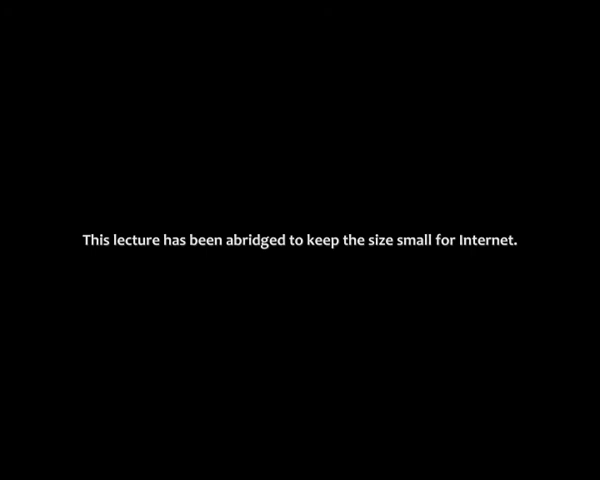 This lecture has been abridged to keep the size small for Internet.